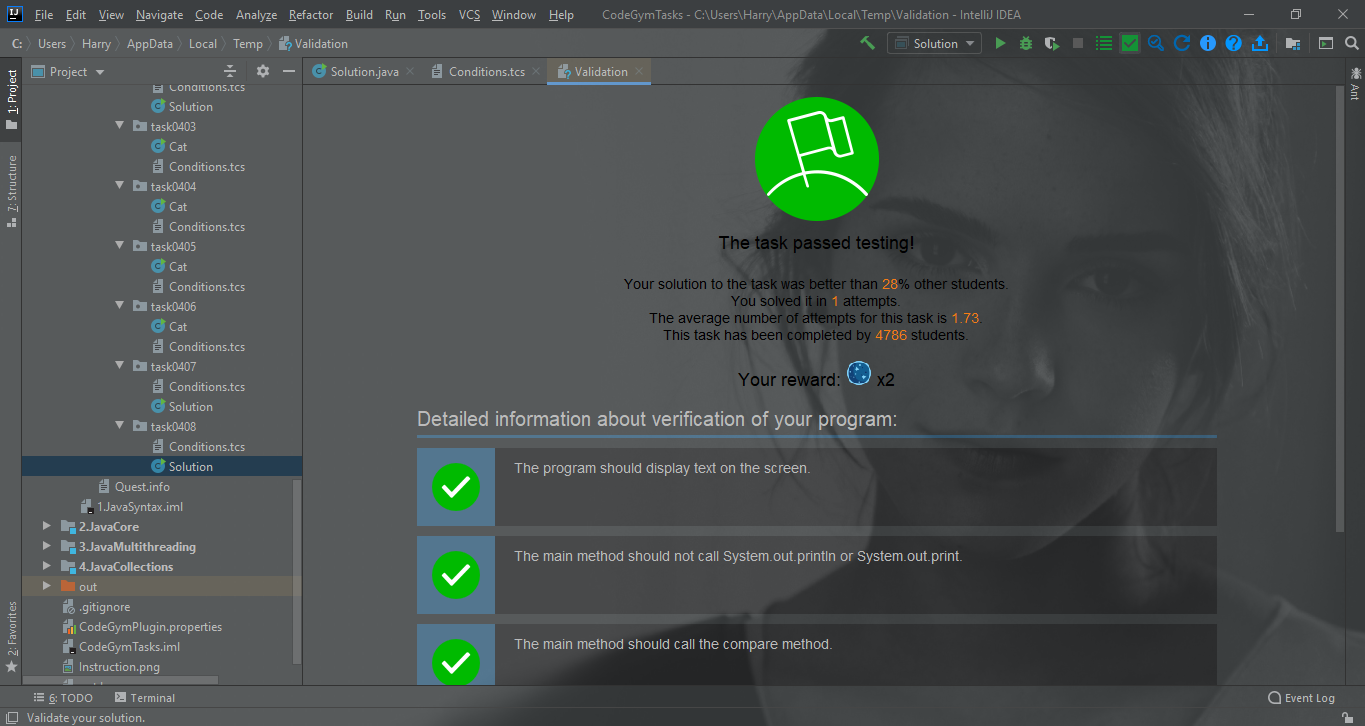 IJ File Edit View Navigate Code Analyze Refactor Build Run Tools VCS Window Help CodeGymTasks - C:\Users\Harry\AppData\Local\Temp\Validation - IntelliJ IDEA
C: Users Harry AppData Local Temp Validation Solution
1: Project
7: Structure
2: Favorites
Project
Conditions.tcs
Solution
task0403
Cat
Conditions.tcs
task0404
Cat
Conditions.tcs
task0405
Cat
Conditions.tcs
task0406
Cat
Conditions.tcs
task0407
Conditions.tcs
Solution
task0408
Conditions.tcs
Solution
Quest.info
1.JavaSyntax.iml
2.JavaCore
3.JavaMultithreading
4.JavaCollections
out
.gitignore
CodeGymPlugin.properties
CodeGymTasks.iml
Instruction.png
Solution.java Conditions.tcs Validation
Ant
The task passed testing!
Your solution to the task was better than 28% other students.
You solved it in 1 attempts.
The average number of attempts for this task is 1.73.
This task has been completed by 4786 students.
Your reward: x2
Detailed information about verification of your program:
The program should display text on the screen.
The main method should not call System.out.println or System.out.print.
The main method should call the compare method.
6: TODO Terminal Event Log
Validate your solution.